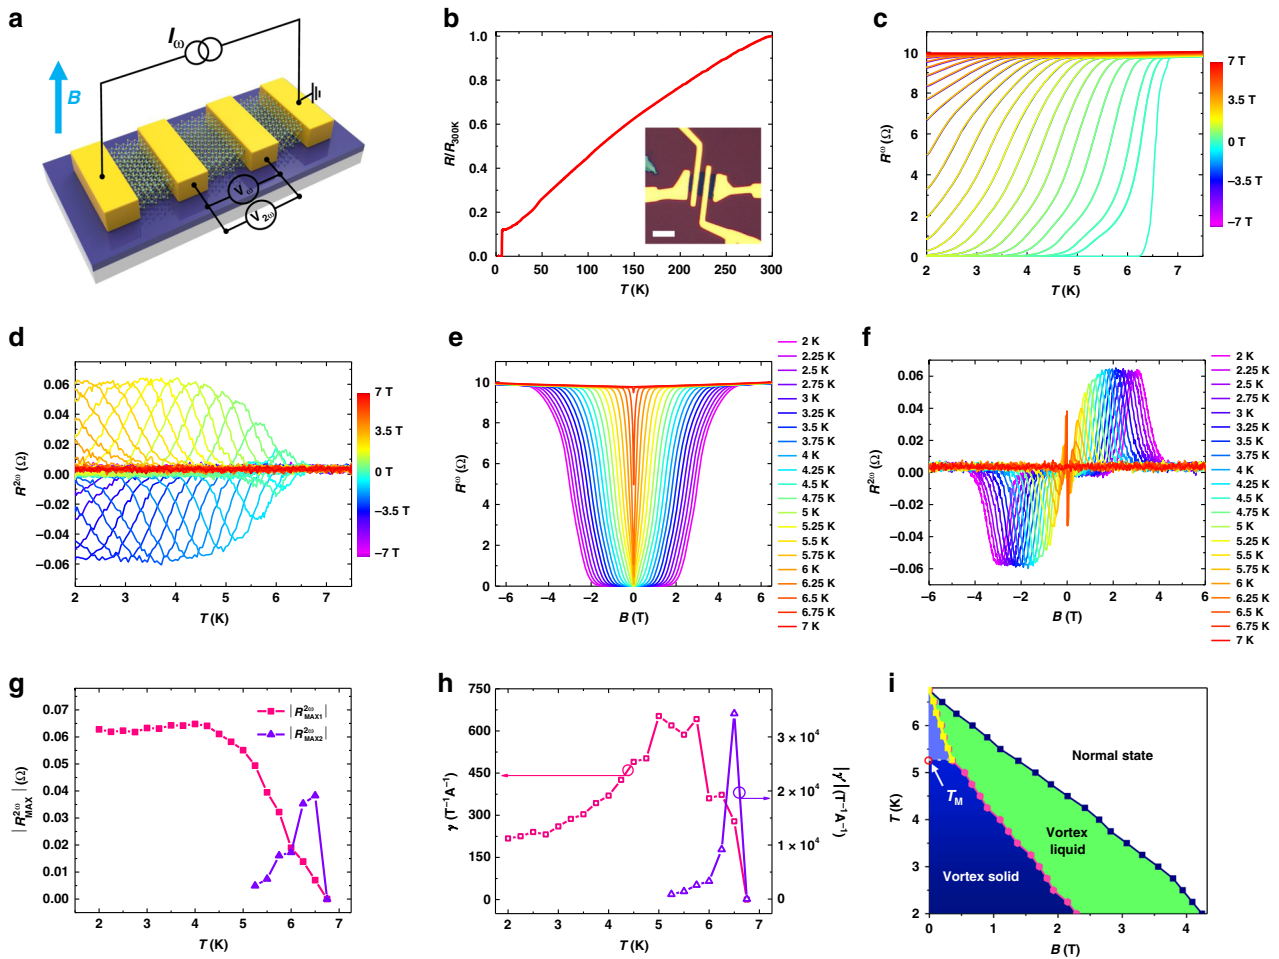 a
I_ω
B
V_ω
V_2ω
b
R/R_300K
1.0
0.8
0.6
0.4
0.2
0.0
0 50 100 150 200 250 300
T (K)
c
R^ω (Ω)
10
8
6
4
2
0
2 3 4 5 6 7
T (K)
7 T
3.5 T
0 T
−3.5 T
−7 T
d
R^2ω (Ω)
0.06
0.04
0.02
0.00
−0.02
−0.04
−0.06
2 3 4 5 6 7
T (K)
7 T
3.5 T
0 T
−3.5 T
−7 T
e
R^ω (Ω)
10
8
6
4
2
0
−6 −4 −2 0 2 4 6
B (T)
2 K
2.25 K
2.5 K
2.75 K
3 K
3.25 K
3.5 K
3.75 K
4 K
4.25 K
4.5 K
4.75 K
5 K
5.25 K
5.5 K
5.75 K
6 K
6.25 K
6.5 K
6.75 K
7 K
f
R^2ω (Ω)
0.06
0.04
0.02
0.00
−0.02
−0.04
−0.06
−6 −4 −2 0 2 4 6
B (T)
2 K
2.25 K
2.5 K
2.75 K
3 K
3.25 K
3.5 K
3.75 K
4 K
4.25 K
4.5 K
4.75 K
5 K
5.25 K
5.5 K
5.75 K
6 K
6.25 K
6.5 K
6.75 K
7 K
g
|R^2ω_MAX| (Ω)
0.07
0.06
0.05
0.04
0.03
0.02
0.01
0.00
2 3 4 5 6 7
T (K)
|R^2ω_MAX1|
|R^2ω_MAX2|
h
γ (T⁻¹A⁻¹)
750
600
450
300
150
0
2 3 4 5 6 7
T (K)
3 × 10⁴
2 × 10⁴
1 × 10⁴
0
|γ'| (T⁻¹A⁻¹)
i
T (K)
6
5
4
3
2
0 1 2 3 4
B (T)
Normal state
T_M
Vortex
liquid
Vortex solid